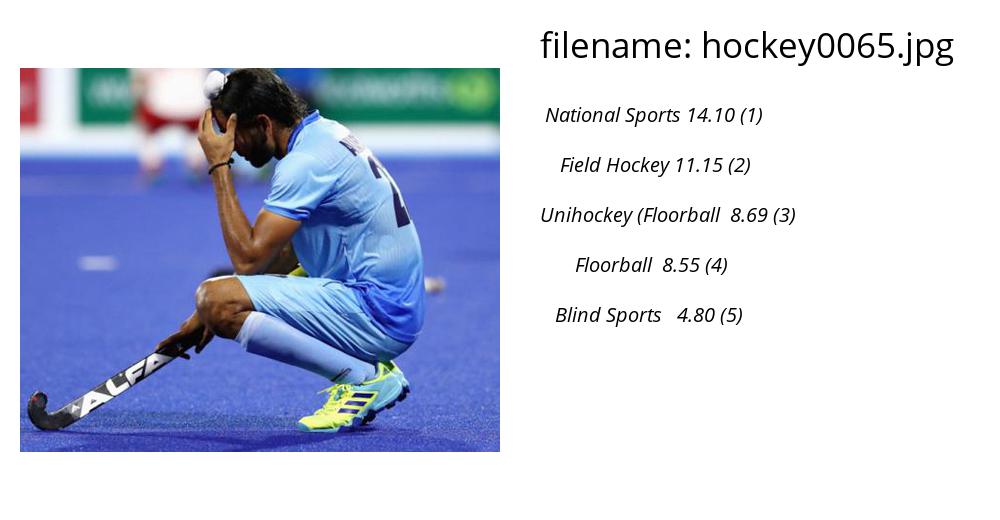 filename: hockey0065.jpg
National Sports 14.10 (1)
Field Hockey 11.15 (2)
Unihockey (Floorball 8.69 (3)
Floorball 8.55 (4)
Blind Sports 4.80 (5)
ALFA